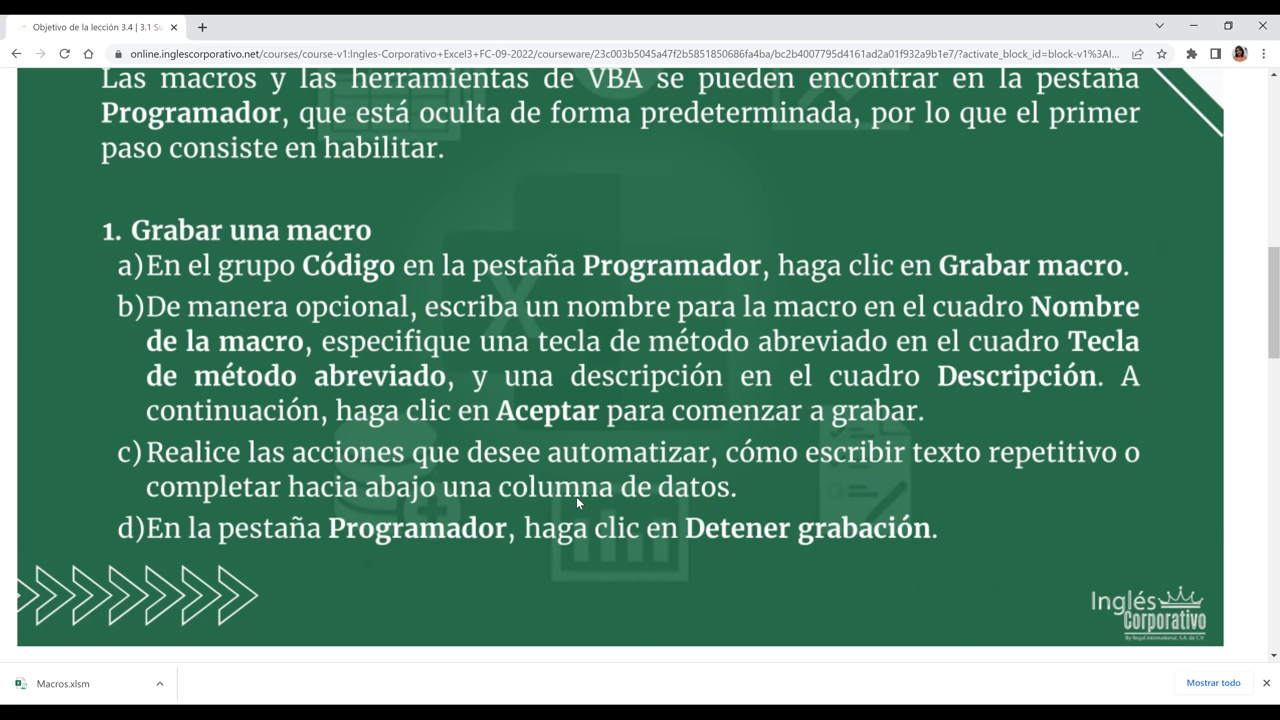 Objetivo de la lección 3.4 | 3.1 Su
online.inglescorporativo.net/courses/course-v1:Ingles-Corporativo+Excel3+FC-09-2022/courseware/23c003b5045a47f2b5851850686fa4ba/bc2b4007795d4161ad2a01f932a9b1e7/?activate_block_id=block-v1%3AI...
Las macros y las herramientas de VBA se pueden encontrar en la pestaña
Programador, que está oculta de forma predeterminada, por lo que el primer
paso consiste en habilitar.
1. Grabar una macro
a) En el grupo Código en la pestaña Programador, haga clic en Grabar macro.
b) De manera opcional, escriba un nombre para la macro en el cuadro Nombre
de la macro, especifique una tecla de método abreviado en el cuadro Tecla
de método abreviado, y una descripción en el cuadro Descripción. A
continuación, haga clic en Aceptar para comenzar a grabar.
c) Realice las acciones que desee automatizar, cómo escribir texto repetitivo o
completar hacia abajo una columna de datos.
d) En la pestaña Programador, haga clic en Detener grabación.
Inglés
Corporativo
By Regal International, S.A. de C.V.
Macros.xlsm
Mostrar todo